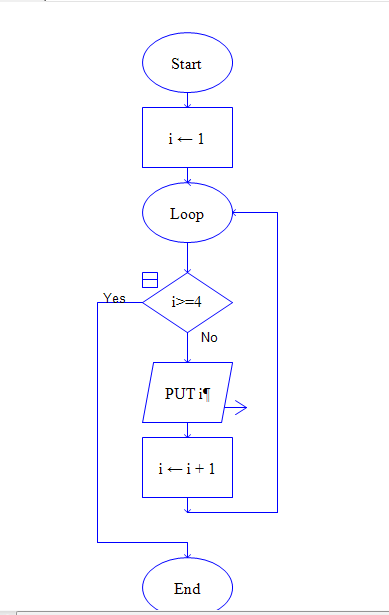 Start
i ← 1
Loop
i>=4
Yes
No
PUT i¶
i ← i + 1
End